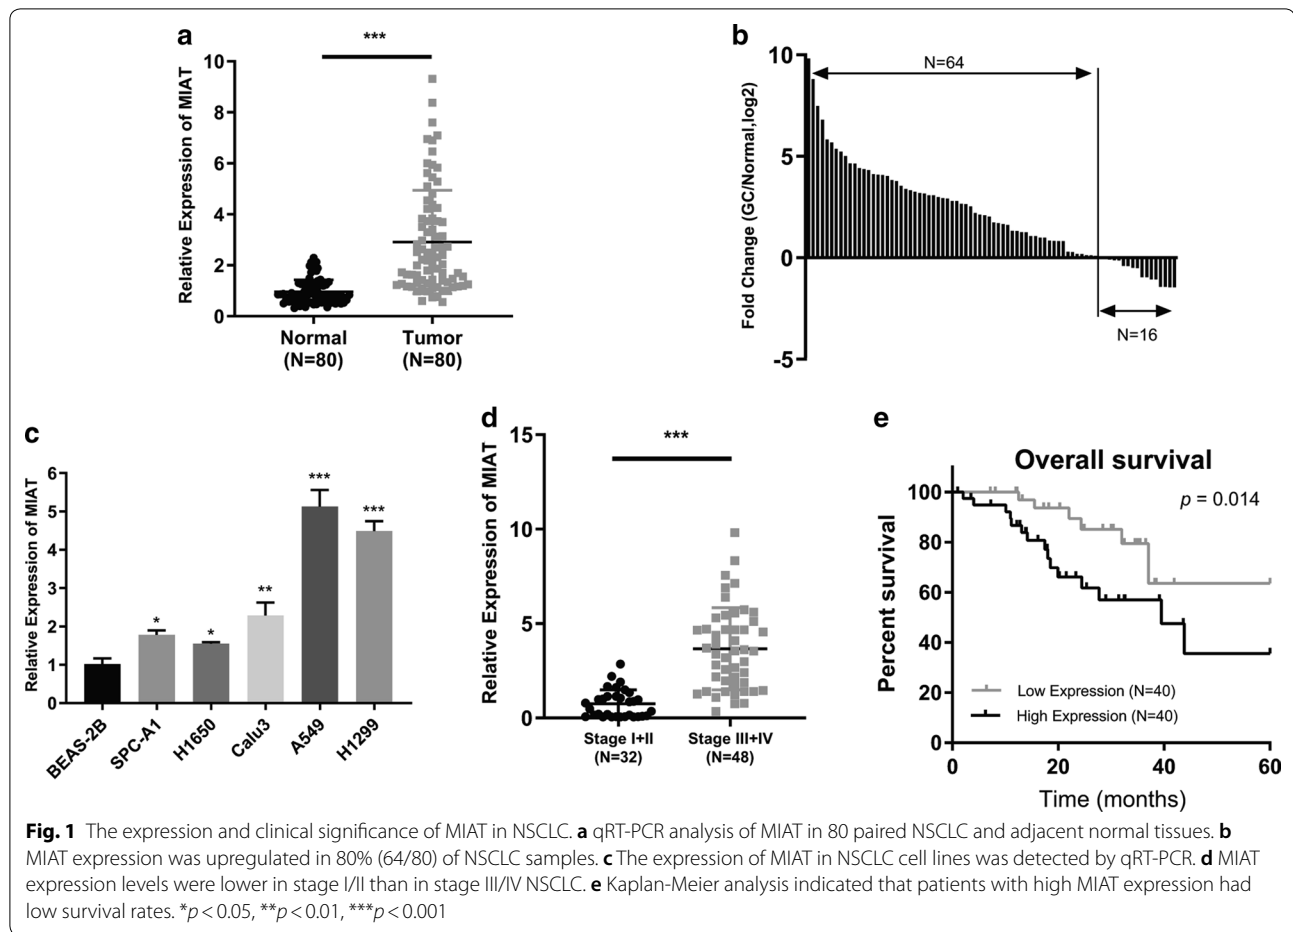 a
***
Relative Expression of MIAT
10
8
6
4
2
0
Normal
(N=80)
Tumor
(N=80)
b
Fold Change (GC/Normal,log2)
10
5
0
-5
N=64
N=16
c
Relative Expression of MIAT
6
5
4
3
2
1
0
*
*
**
***
***
BEAS-2B
SPC-A1
H1650
Calu3
A549
H1299
d
***
Relative Expression of MIAT
15
10
5
0
Stage I+II
(N=32)
Stage III+IV
(N=48)
e
Overall survival
p = 0.014
Percent survival
100
80
60
40
20
0
Low Expression (N=40)
High Expression (N=40)
0
20
40
60
Time (months)
Fig. 1 The expression and clinical significance of MIAT in NSCLC. a qRT-PCR analysis of MIAT in 80 paired NSCLC and adjacent normal tissues. b
MIAT expression was upregulated in 80% (64/80) of NSCLC samples. c The expression of MIAT in NSCLC cell lines was detected by qRT-PCR. d MIAT
expression levels were lower in stage I/II than in stage III/IV NSCLC. e Kaplan-Meier analysis indicated that patients with high MIAT expression had
low survival rates. *p < 0.05, **p < 0.01, ***p < 0.001